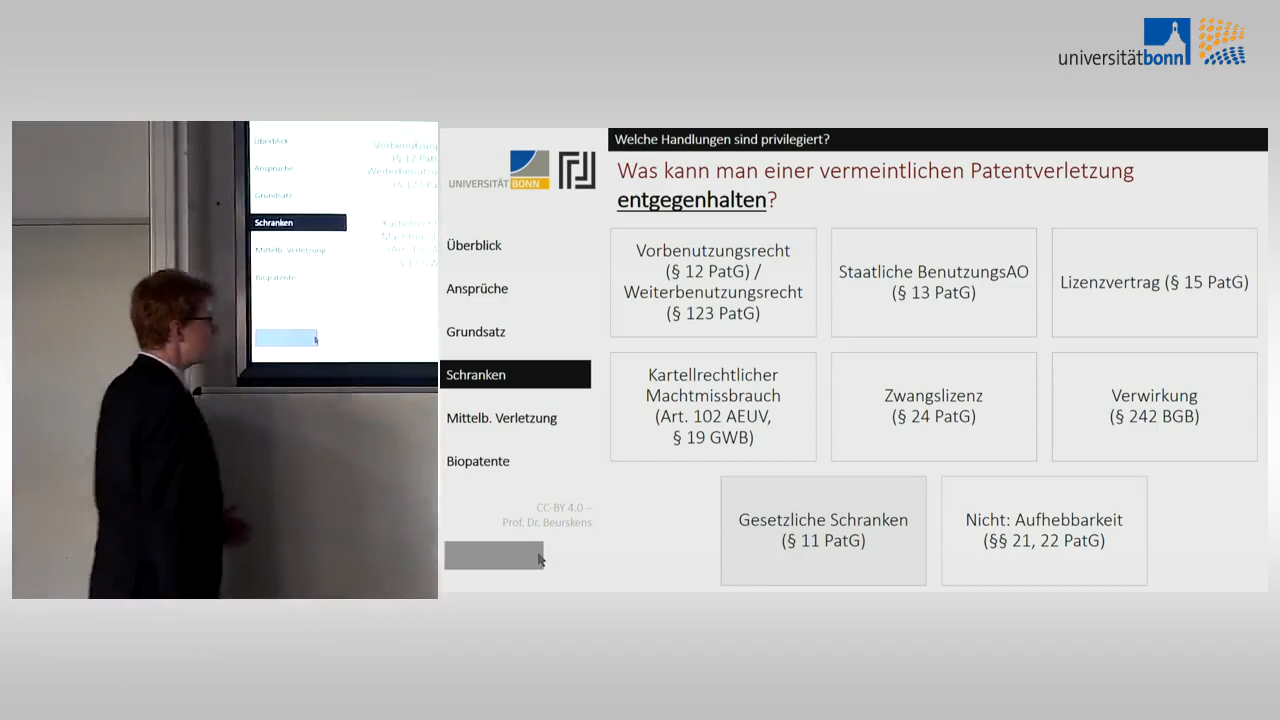 universitätbonn
Überblick
Ansprüche
Grundsatz
Schranken
Mittelb. Verletzung
Biopatente
Vorbenutzung
(§ 12 Pat
UNIVERSITÄT BONN
Überblick
Ansprüche
Grundsatz
Schranken
Mittelb. Verletzung
Biopatente
CC-BY 4.0 –
Prof. Dr. Beurskens
Welche Handlungen sind privilegiert?
Was kann man einer vermeintlichen Patentverletzung
entgegenhalten?
Vorbenutzungsrecht
(§ 12 PatG) /
Weiterbenutzungsrecht
(§ 123 PatG)
Staatliche BenutzungsAO
(§ 13 PatG)
Lizenzvertrag (§ 15 PatG)
Kartellrechtlicher
Machtmissbrauch
(Art. 102 AEUV,
§ 19 GWB)
Zwangslizenz
(§ 24 PatG)
Verwirkung
(§ 242 BGB)
Gesetzliche Schranken
(§ 11 PatG)
Nicht: Aufhebbarkeit
(§§ 21, 22 PatG)